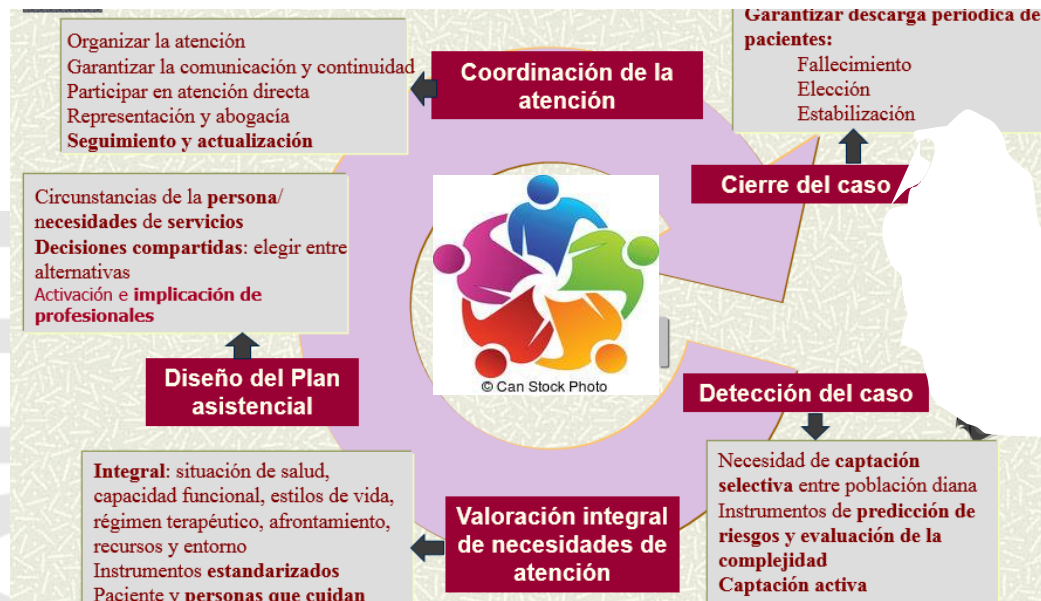 Organizar la atención
Garantizar la comunicación y continuidad
Participar en atención directa
Representación y abogacía
Seguimiento y actualización
Coordinación de la
atención
Garantizar descarga periódica de
pacientes:
Fallecimiento
Elección
Estabilización
Cierre del caso
Circunstancias de la persona/
necesidades de servicios
Decisiones compartidas: elegir entre
alternativas
Activación e implicación de
profesionales
© Can Stock Photo
Diseño del Plan
asistencial
Detección del caso
Integral: situación de salud,
capacidad funcional, estilos de vida,
régimen terapéutico, afrontamiento,
recursos y entorno
Instrumentos estandarizados
Paciente y personas que cuidan
Valoración integral
de necesidades de
atención
Necesidad de captación
selectiva entre población diana
Instrumentos de predicción de
riesgos y evaluación de la
complejidad
Captación activa